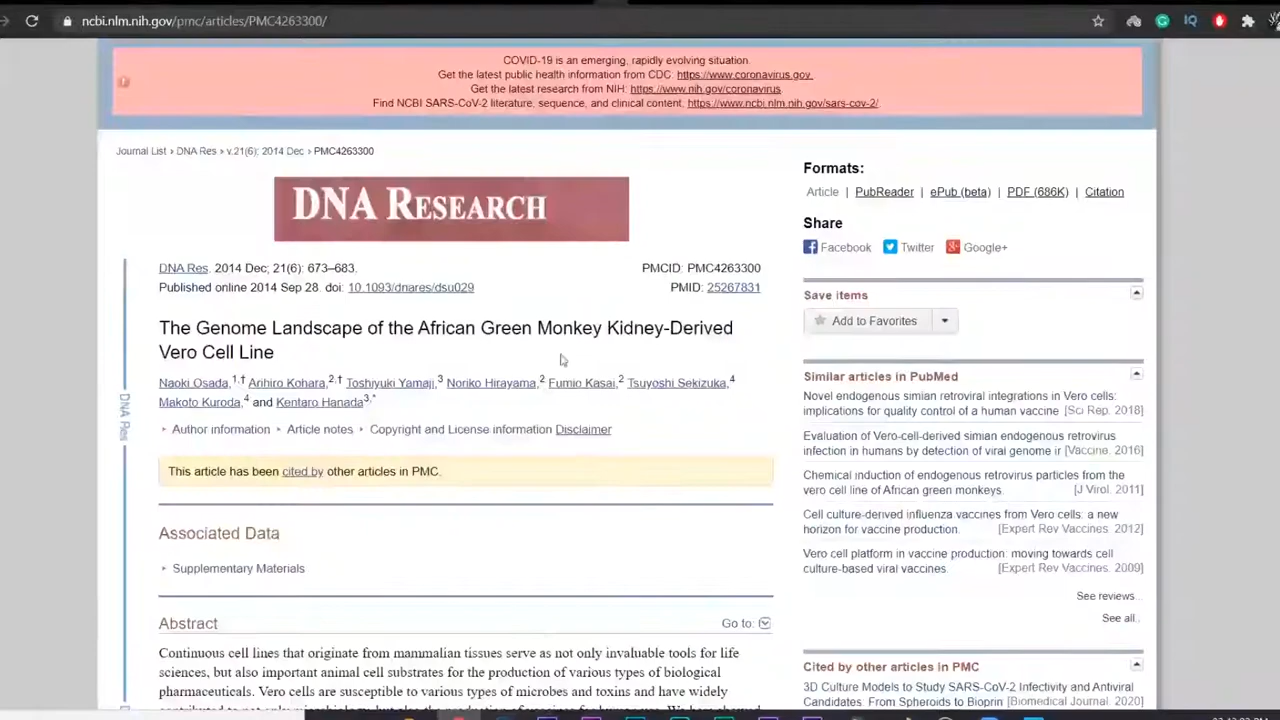 ncbi.nlm.nih.gov/pmc/articles/PMC4263300/
COVID-19 is an emerging, rapidly evolving situation.
Get the latest public health information from CDC: https://www.coronavirus.gov.
Get the latest research from NIH: https://www.nih.gov/coronavirus.
Find NCBI SARS-CoV-2 literature, sequence, and clinical content: https://www.ncbi.nlm.nih.gov/sars-cov-2/.
Journal List > DNA Res > v.21(6); 2014 Dec > PMC4263300
DNA RESEARCH
DNA Res. 2014 Dec; 21(6): 673–683.
PMCID: PMC4263300
Published online 2014 Sep 28. doi: 10.1093/dnares/dsu029
PMID: 25267831
The Genome Landscape of the African Green Monkey Kidney-Derived
Vero Cell Line
Naoki Osada,1,† Arihiro Kohara,2,† Toshiyuki Yamaji,3 Noriko Hirayama,2 Fumio Kasai,2 Tsuyoshi Sekizuka,4
Makoto Kuroda,4 and Kentaro Hanada3,*
Author information Article notes Copyright and License information Disclaimer
This article has been cited by other articles in PMC.
Associated Data
Supplementary Materials
Abstract
Go to:
Continuous cell lines that originate from mammalian tissues serve as not only invaluable tools for life
sciences, but also important animal cell substrates for the production of various types of biological
pharmaceuticals. Vero cells are susceptible to various types of microbes and toxins and have widely
DNA Res
Formats:
Article | PubReader | ePub (beta) | PDF (686K) | Citation
Share
Facebook Twitter Google+
Save items
Add to Favorites
Similar articles in PubMed
Novel endogenous simian retroviral integrations in Vero cells:
implications for quality control of a human vaccine [Sci Rep. 2018]
Evaluation of Vero-cell-derived simian endogenous retrovirus
infection in humans by detection of viral genome ir [Vaccine. 2016]
Chemical induction of endogenous retrovirus particles from the
vero cell line of African green monkeys. [J Virol. 2011]
Cell culture-derived influenza vaccines from Vero cells: a new
horizon for vaccine production. [Expert Rev Vaccines. 2012]
Vero cell platform in vaccine production: moving towards cell
culture-based viral vaccines. [Expert Rev Vaccines. 2009]
See reviews...
See all...
Cited by other articles in PMC
3D Culture Models to Study SARS-CoV-2 Infectivity and Antiviral
Candidates: From Spheroids to Bioprin [Biomedical Journal. 2020]